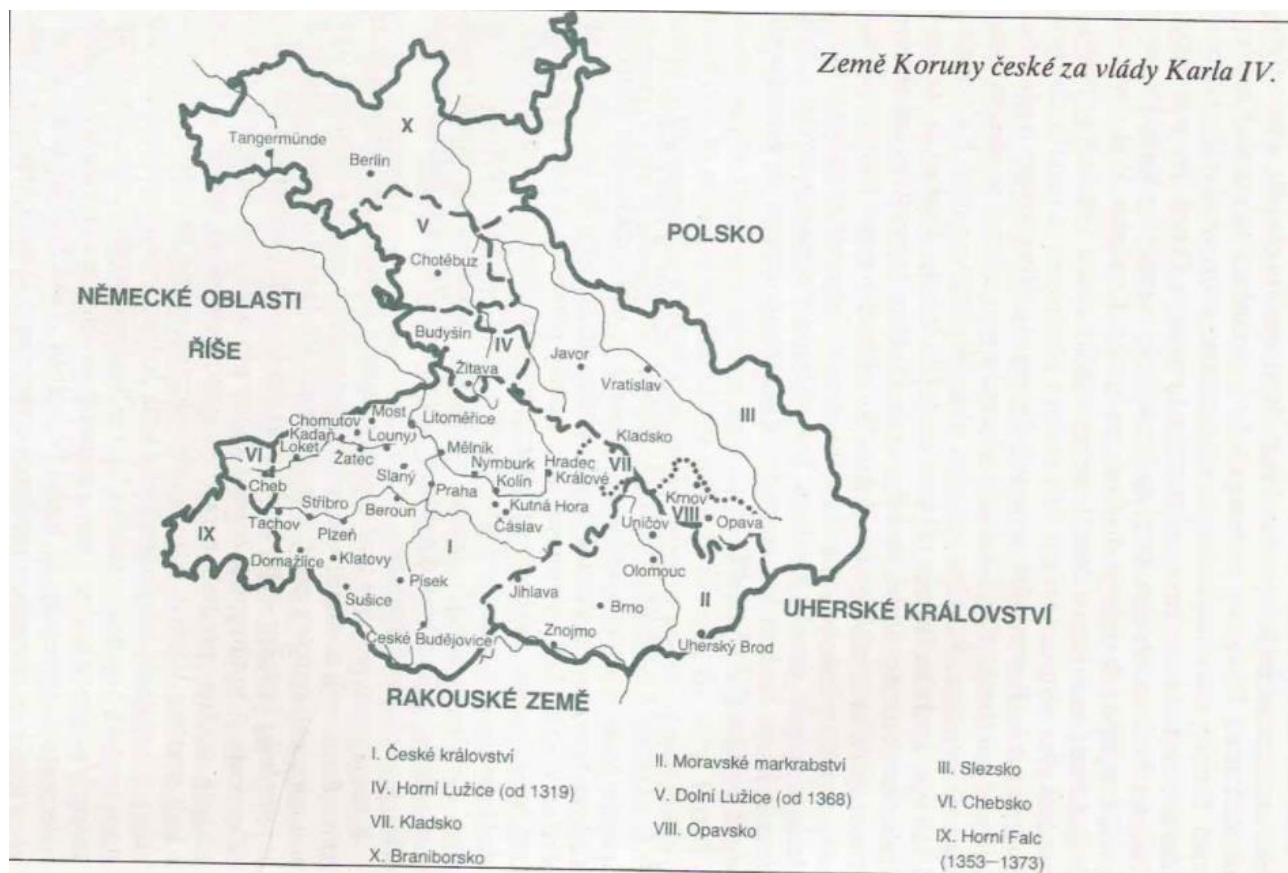 Země Koruny české za vlády Karla IV.
X
Tangermünde
Berlin
V
POLSKO
Chotěbuz
NĚMECKÉ OBLASTI
ŘÍŠE
Budyšín
IV
Žitava
Javor
Vratislav
III
Most
Chomutov
Litoměřice
Kadaň
Louny
Kladsko
VI
Loket
Žatec
Mělník
Nymburk
Hradec
Králové
VII
Slaný
Kolín
Cheb
Praha
Krnov
Stříbro
Beroun
Kutná Hora
VIII
Tachov
Čáslav
Uničov
Opava
IX
Plzeň
I
Domažlice
Klatovy
Olomouc
Písek
Jihlava
II
Sušice
Brno
UHERSKÉ KRÁLOVSTVÍ
České Budějovice
Znojmo
Uherský Brod
RAKOUSKÉ ZEMĚ
I. České království
II. Moravské markrabství
III. Slezsko
IV. Horní Lužice (od 1319)
V. Dolní Lužice (od 1368)
VI. Chebsko
VII. Kladsko
VIII. Opavsko
IX. Horní Falc
(1353—1373)
X. Braniborsko